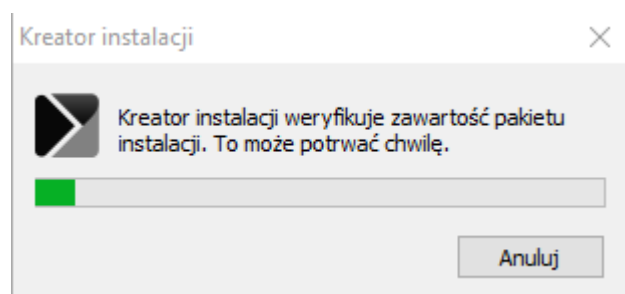 Kreator instalacji
Kreator instalacji weryfikuje zawartość pakietu
instalacji. To może potrwać chwilę.
Anuluj